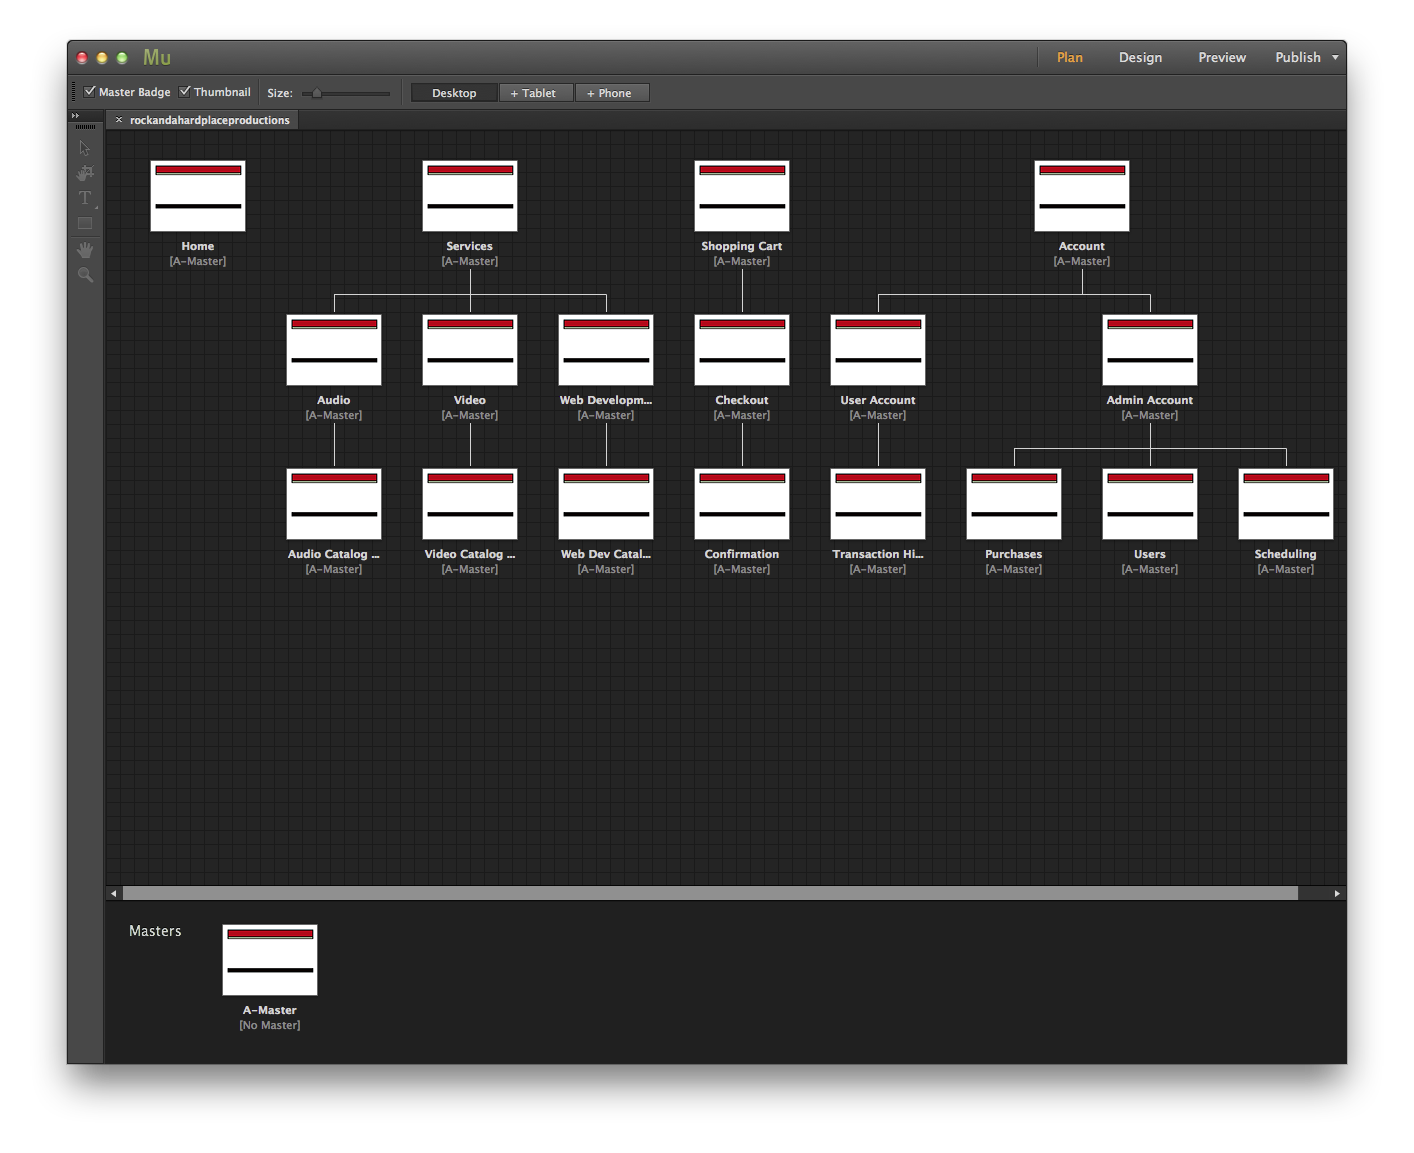 Mu
Plan Design Preview Publish
Master Badge Thumbnail Size: Desktop + Tablet + Phone
× rockandahardplaceproductions
T
Home Services Shopping Cart Account
[A-Master] [A-Master] [A-Master] [A-Master]
Audio Video Web Developm... Checkout User Account Admin Account
[A-Master] [A-Master] [A-Master] [A-Master] [A-Master] [A-Master]
Audio Catalog ... Video Catalog ... Web Dev Catal... Confirmation Transaction Hi... Purchases Users Scheduling
[A-Master] [A-Master] [A-Master] [A-Master] [A-Master] [A-Master] [A-Master] [A-Master]
Masters
A-Master
[No Master]